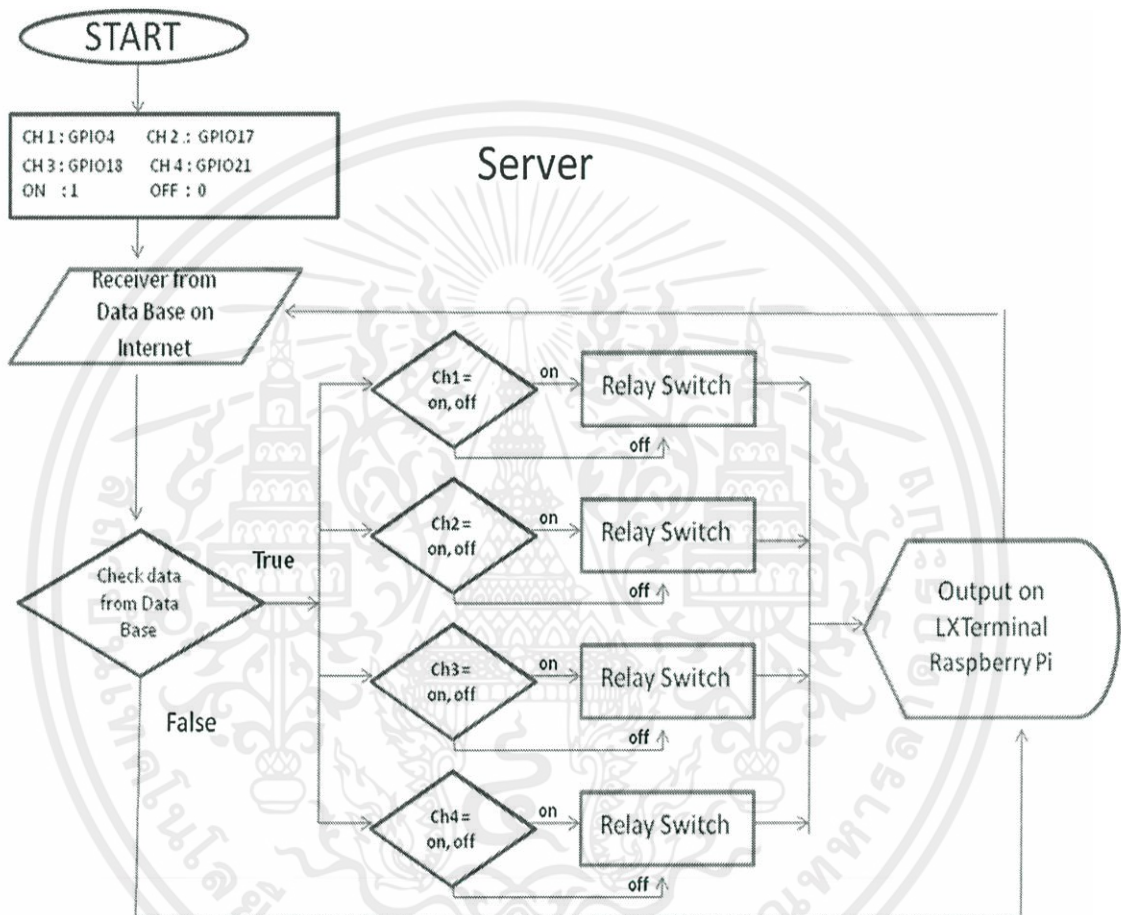 START
CH 1 : GPIO4 CH 2 .: GPIO17
CH 3 : GPIO18 CH 4 : GPIO21
ON : 1 OFF : 0
Server
Receiver from
Data Base on
Internet
Check data
from Data
Base
True
False
Ch1 =
on, off
on
off
Relay Switch
Ch2 =
on, off
on
off
Relay Switch
Ch3 =
on, off
on
off
Relay Switch
Ch4 =
on, off
on
off
Relay Switch
Output on
LXTerminal
Raspberry Pi